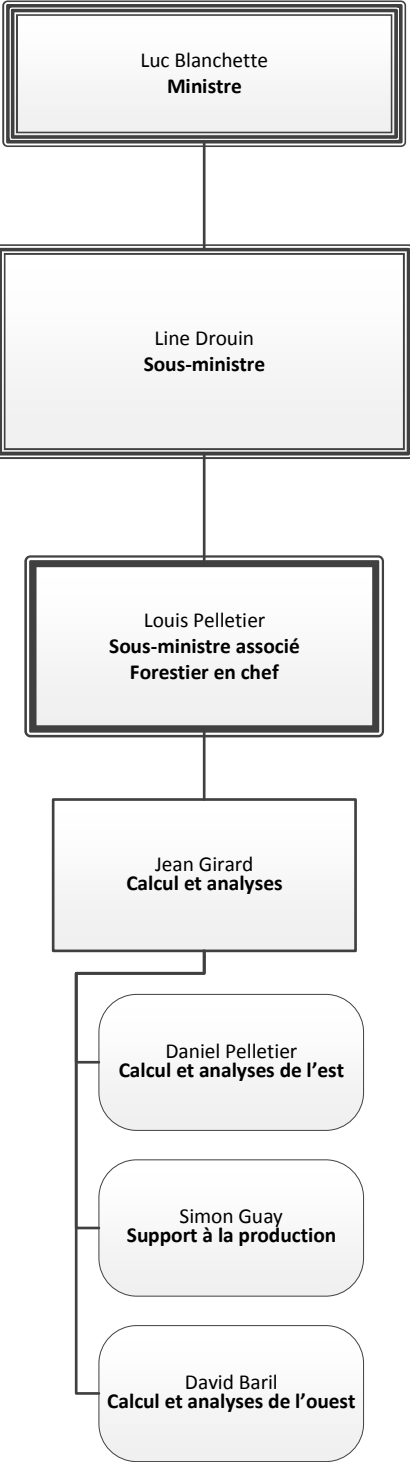 Luc Blanchette
Ministre
Line Drouin
Sous-ministre
Louis Pelletier
Sous-ministre associé
Forestier en chef
Jean Girard
Calcul et analyses
Daniel Pelletier
Calcul et analyses de l’est
Simon Guay
Support à la production
David Baril
Calcul et analyses de l’ouest